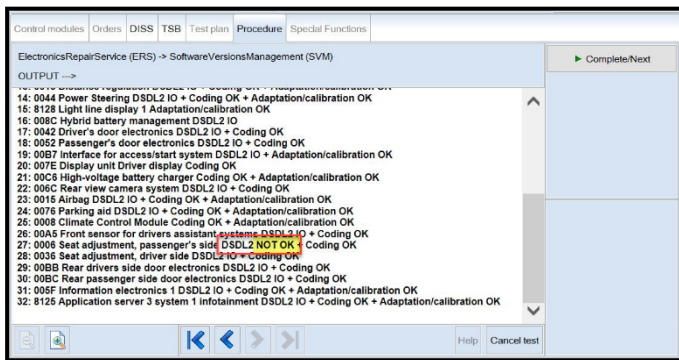 Control modules Orders DISS TSB Test plan Procedure Special Functions
ElectronicsRepairService (ERS) -> SoftwareVersionsManagement (SVM)
Complete/Next
OUTPUT --->
14: 0044 Power Steering DSDL2 IO + Coding OK + Adaptation/calibration OK
15: 8128 Light line display 1 Adaptation/calibration OK
16: 008C Hybrid battery management DSDL2 IO
17: 0042 Driver's door electronics DSDL2 IO + Coding OK
18: 0052 Passenger's door electronics DSDL2 IO + Coding OK
19: 00B7 Interface for access/start system DSDL2 IO + Adaptation/calibration OK
20: 007E Display unit Driver display Coding OK
21: 00C6 High-voltage battery charger Coding OK + Adaptation/calibration OK
22: 006C Rear view camera system DSDL2 IO + Coding OK
23: 0015 Airbag DSDL2 IO + Coding OK + Adaptation/calibration OK
24: 0076 Parking aid DSDL2 IO + Coding OK + Adaptation/calibration OK
25: 0008 Climate Control Module Coding OK + Adaptation/calibration OK
26: 00A5 Front sensor for drivers assistant systems DSDL2 IO + Coding OK
27: 0006 Seat adjustment, passenger's side DSDL2 NOT OK + Coding OK
28: 0036 Seat adjustment, driver side DSDL2 IO + Coding OK
29: 00BB Rear drivers side door electronics DSDL2 IO + Coding OK
30: 00BC Rear passenger side door electronics DSDL2 IO + Coding OK
31: 005F Information electronics 1 DSDL2 IO + Coding OK + Adaptation/calibration OK
32: 8125 Application server 3 system 1 infotainment DSDL2 IO + Coding OK + Adaptation/calibration OK
Help Cancel test